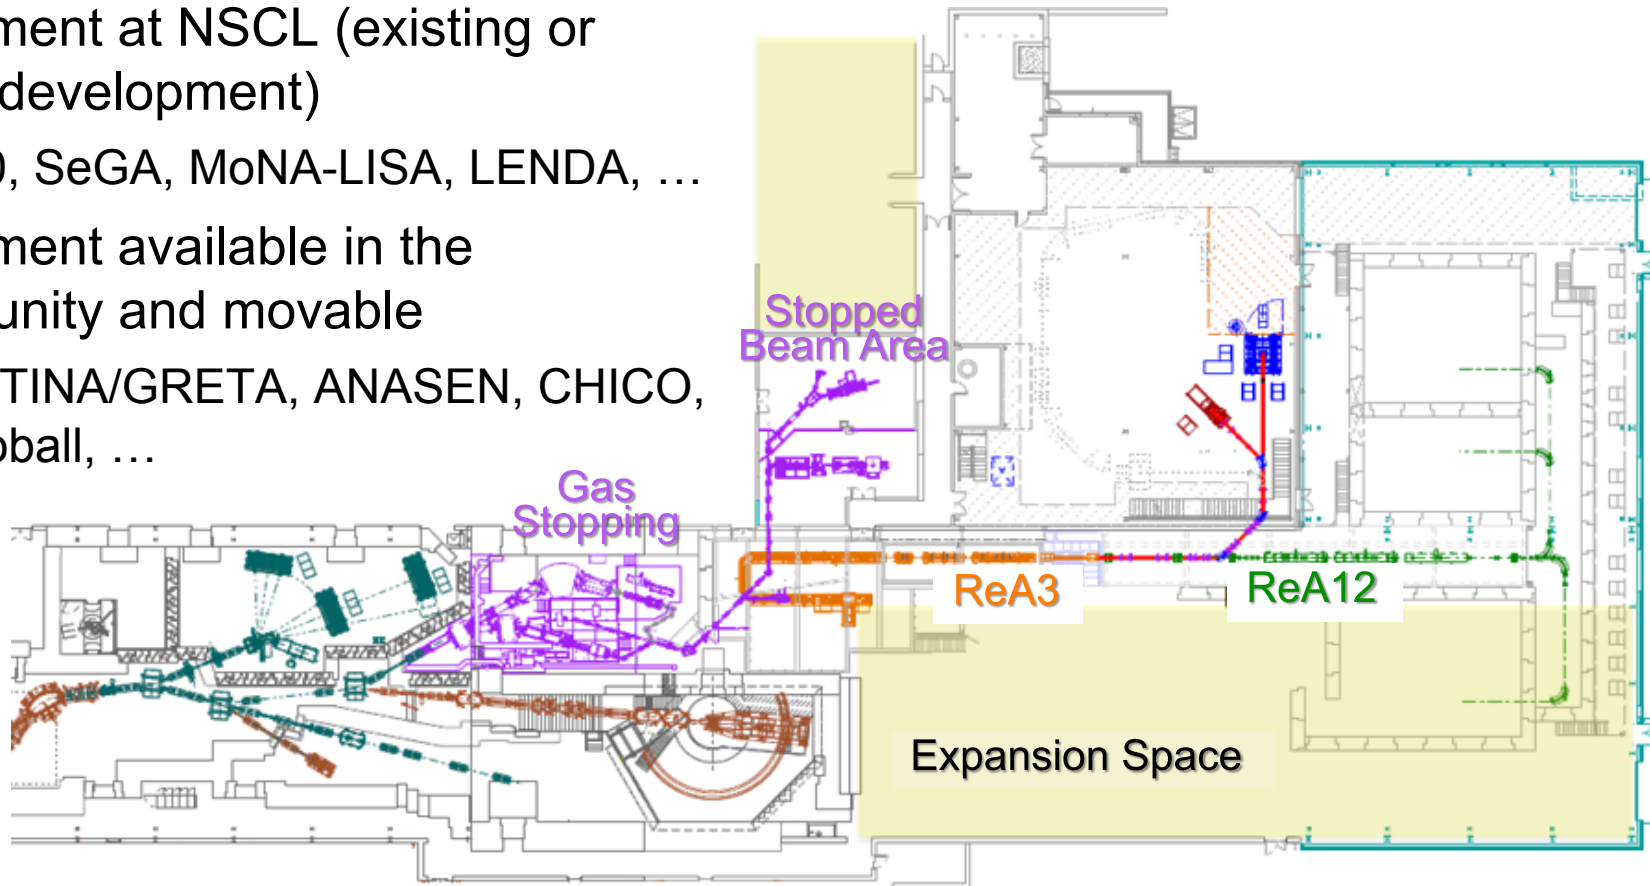 ment at NSCL (existing or
development)
0, SeGA, MoNA-LISA, LENDA, …
ment available in the
unity and movable
TINA/GRETA, ANASEN, CHICO,
oball, …
Stopped
Beam Area
Gas
Stopping
ReA3
ReA12
Expansion Space